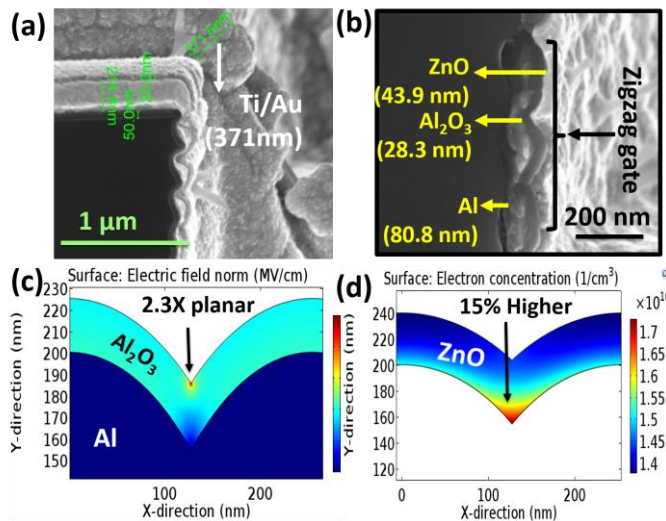 (a)
371.6nm
Ti/Au
(371nm)
1 μm
(b)
ZnO
(43.9 nm)
Al₂O₃
(28.3 nm)
Al
(80.8 nm)
Zigzag gate
200 nm
(c)
Surface: Electric field norm (MV/cm)
2.3X planar
Al₂O₃
Al
Y-direction (nm)
230
220
210
200
190
180
170
160
150
100
200
X-direction (nm)
(d)
Surface: Electron concentration (1/cm³)
15% Higher
ZnO
Y-direction (nm)
240
220
200
180
160
140
120
0
100
200
X-direction (nm)
1.7
1.65
1.6
1.55
1.5
1.45
1.4